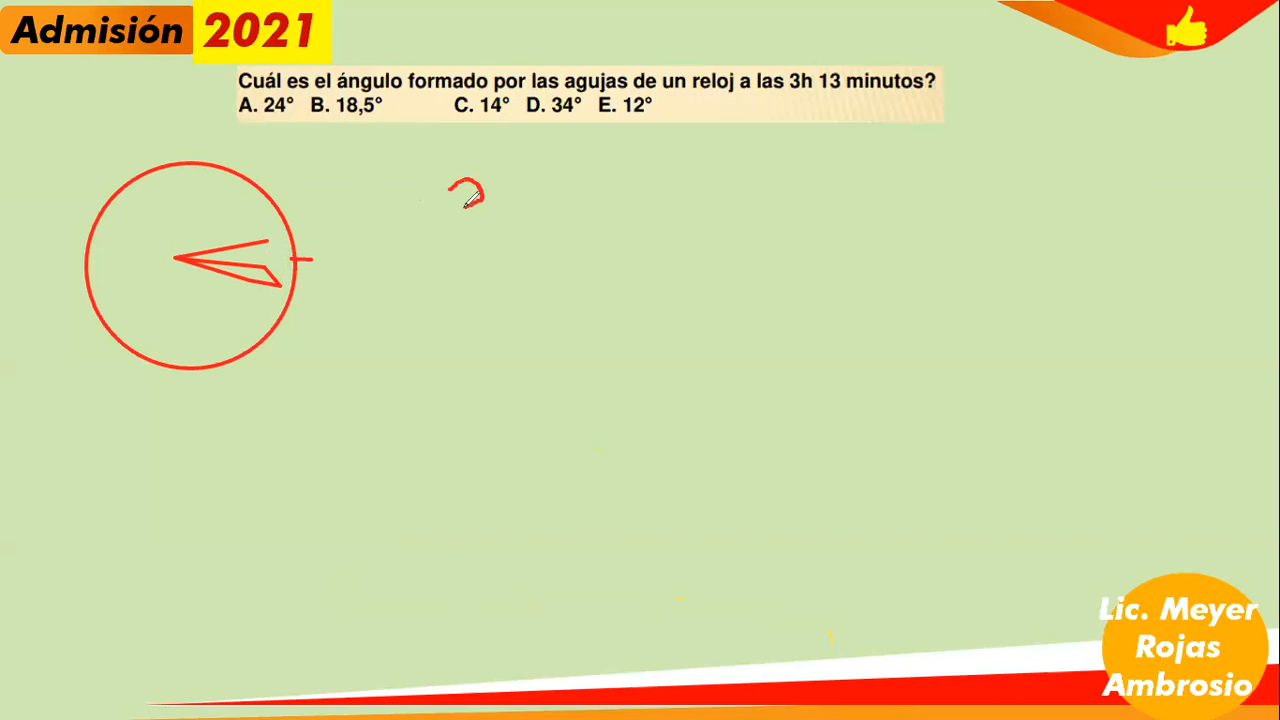 Admisión 2021
Cuál es el ángulo formado por las agujas de un reloj a las 3h 13 minutos?
A. 24° B. 18,5° C. 14° D. 34° E. 12°
Lic. Meyer
Rojas
Ambrosio